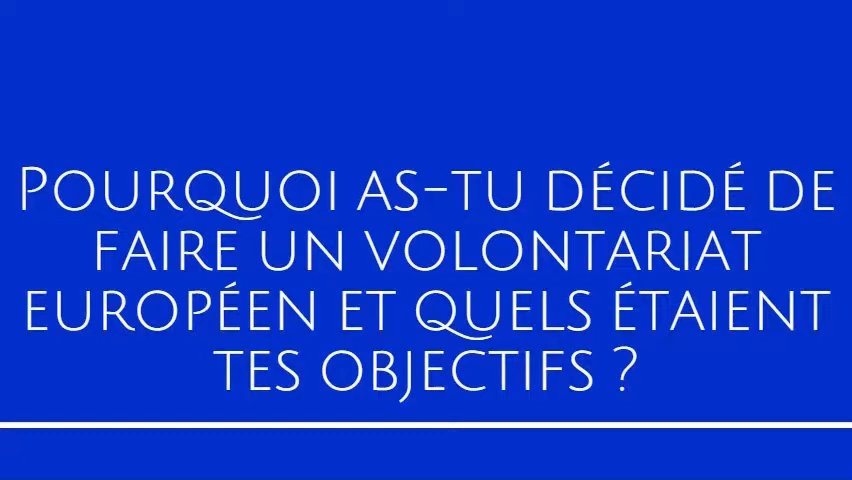 Pourquoi as-tu décidé de
faire un volontariat
européen et quels étaient
tes objectifs ?